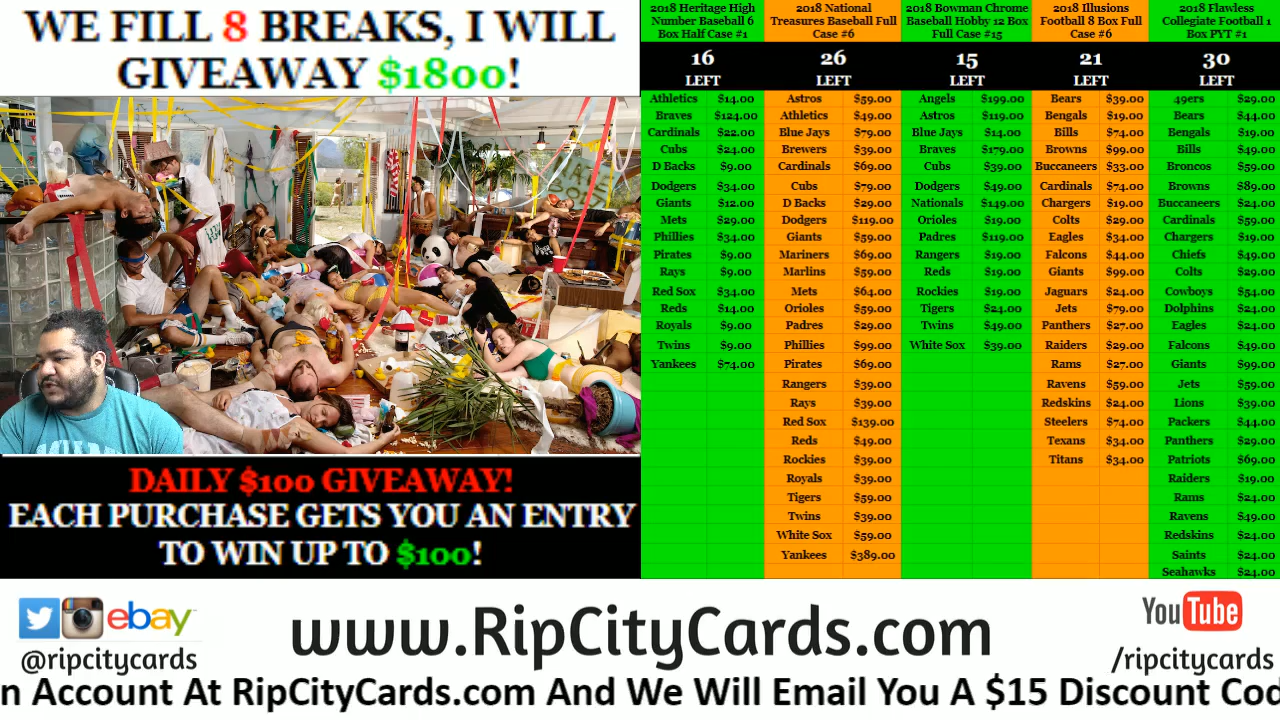 WE FILL 8 BREAKS, I WILL
GIVEAWAY $1800!
DAILY $100 GIVEAWAY!
EACH PURCHASE GETS YOU AN ENTRY
TO WIN UP TO $100!
2018 Heritage High
Number Baseball 6
Box Half Case #1
16
LEFT
Athletics $14.00
Braves $124.00
Cardinals $22.00
Cubs $24.00
D Backs $9.00
Dodgers $34.00
Giants $12.00
Mets $29.00
Phillies $34.00
Pirates $9.00
Rays $9.00
Red Sox $34.00
Reds $14.00
Royals $9.00
Twins $9.00
Yankees $74.00
2018 National
Treasures Baseball Full
Case #6
26
LEFT
Astros $59.00
Athletics $49.00
Blue Jays $79.00
Brewers $39.00
Cardinals $69.00
Cubs $79.00
D Backs $29.00
Dodgers $119.00
Giants $59.00
Mariners $69.00
Marlins $59.00
Mets $64.00
Orioles $59.00
Padres $29.00
Phillies $99.00
Pirates $69.00
Rangers $39.00
Rays $39.00
Red Sox $139.00
Reds $49.00
Rockies $39.00
Royals $39.00
Tigers $59.00
Twins $39.00
White Sox $59.00
Yankees $389.00
2018 Bowman Chrome
Baseball Hobby 12 Box
Full Case #15
15
LEFT
Angels $199.00
Astros $119.00
Blue Jays $14.00
Braves $179.00
Cubs $39.00
Dodgers $49.00
Nationals $149.00
Orioles $19.00
Padres $119.00
Rangers $19.00
Reds $19.00
Rockies $19.00
Tigers $24.00
Twins $49.00
White Sox $39.00
2018 Illusions
Football 8 Box Full
Case #6
21
LEFT
Bears $39.00
Bengals $19.00
Bills $74.00
Browns $99.00
Buccaneers $33.00
Cardinals $74.00
Chargers $19.00
Colts $29.00
Eagles $34.00
Falcons $44.00
Giants $99.00
Jaguars $24.00
Jets $79.00
Panthers $27.00
Raiders $29.00
Rams $27.00
Ravens $59.00
Redskins $24.00
Steelers $74.00
Texans $34.00
Titans $34.00
2018 Flawless
Collegiate Football 1
Box PYT #1
30
LEFT
49ers $29.00
Bears $44.00
Bengals $19.00
Bills $49.00
Broncos $59.00
Browns $89.00
Buccaneers $24.00
Cardinals $59.00
Chargers $19.00
Chiefs $49.00
Colts $29.00
Cowboys $54.00
Dolphins $24.00
Eagles $24.00
Falcons $49.00
Giants $99.00
Jets $59.00
Lions $39.00
Packers $44.00
Panthers $29.00
Patriots $69.00
Raiders $19.00
Rams $24.00
Ravens $49.00
Redskins $24.00
Saints $24.00
Seahawks $24.00
ebay
@ripcitycards
www.RipCityCards.com
YouTube
/ripcitycards
n Account At RipCityCards.com And We Will Email You A $15 Discount Cod